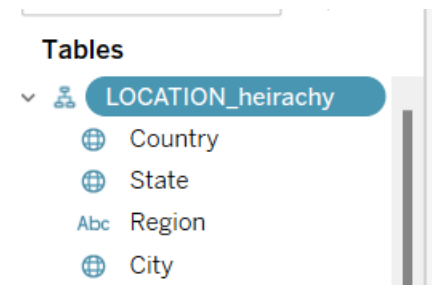 Tables
LOCATION_heirachy
Country
State
Abc Region
City